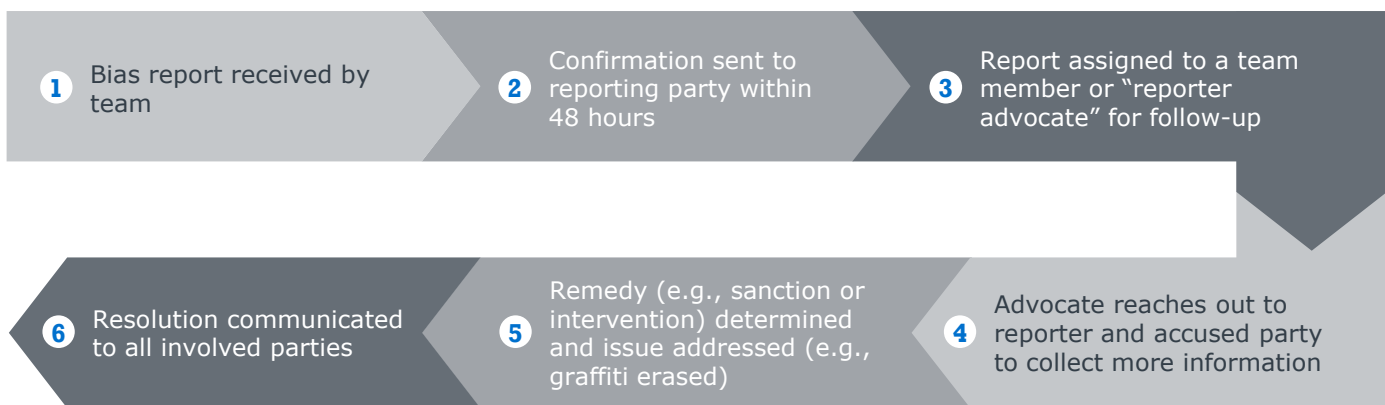 1
Bias report received by
team
2
Confirmation sent to
reporting party within
48 hours
3
Report assigned to a team
member or “reporter
advocate” for follow-up
4
Advocate reaches out to
reporter and accused party
to collect more information
5
Remedy (e.g., sanction or
intervention) determined
and issue addressed (e.g.,
graffiti erased)
6
Resolution communicated
to all involved parties